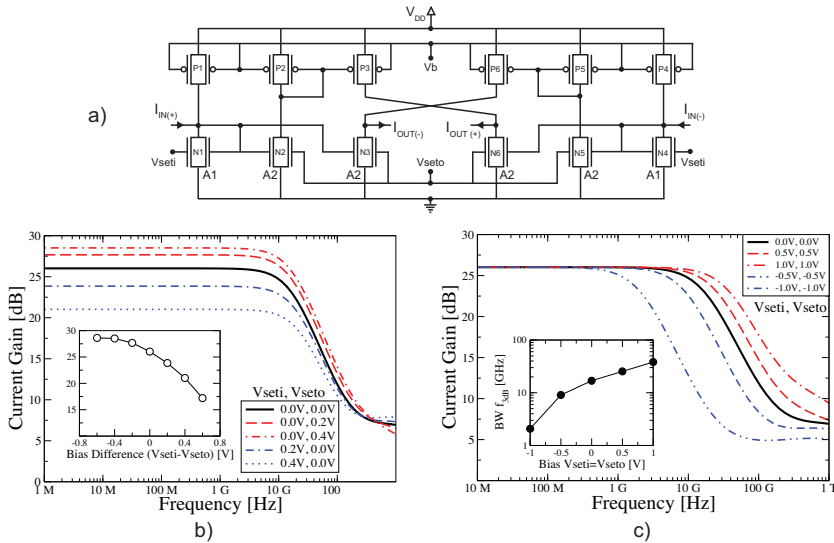 V_DD
P1 P2 P3 P6 P5 P4
Vb
a)
I_IN(+) I_OUT(-) I_OUT (+) I_IN(-)
N1 N2 N3 N6 N5 N4
Vseti Vseto Vseti
A1 A2 A2 A2 A2 A1
Current Gain [dB]
30
25
20
15
10
5
0
1 M 10 M 100 M 1 G 10 G 100
Frequency [Hz]
30
25
20
15
-0.8 -0.4 0 0.4 0.8
Bias Difference (Vseti-Vseto) [V]
Vseti, Vseto
0.0V, 0.0V
0.0V, 0.2V
0.0V, 0.4V
0.2V, 0.0V
0.4V, 0.0V
b)
Current Gain [dB]
30
25
20
15
10
5
0
10 M 100 M 1 G 10 G 100 G 1 T
Frequency [Hz]
0.0V, 0.0V
0.5V, 0.5V
1.0V, 1.0V
-0.5V, -0.5V
-1.0V, -1.0V
Vseti, Vseto
BW f_3dB [GHz]
100
10
1
-1 -0.5 0 0.5 1
Bias Vseti=Vseto [V]
c)